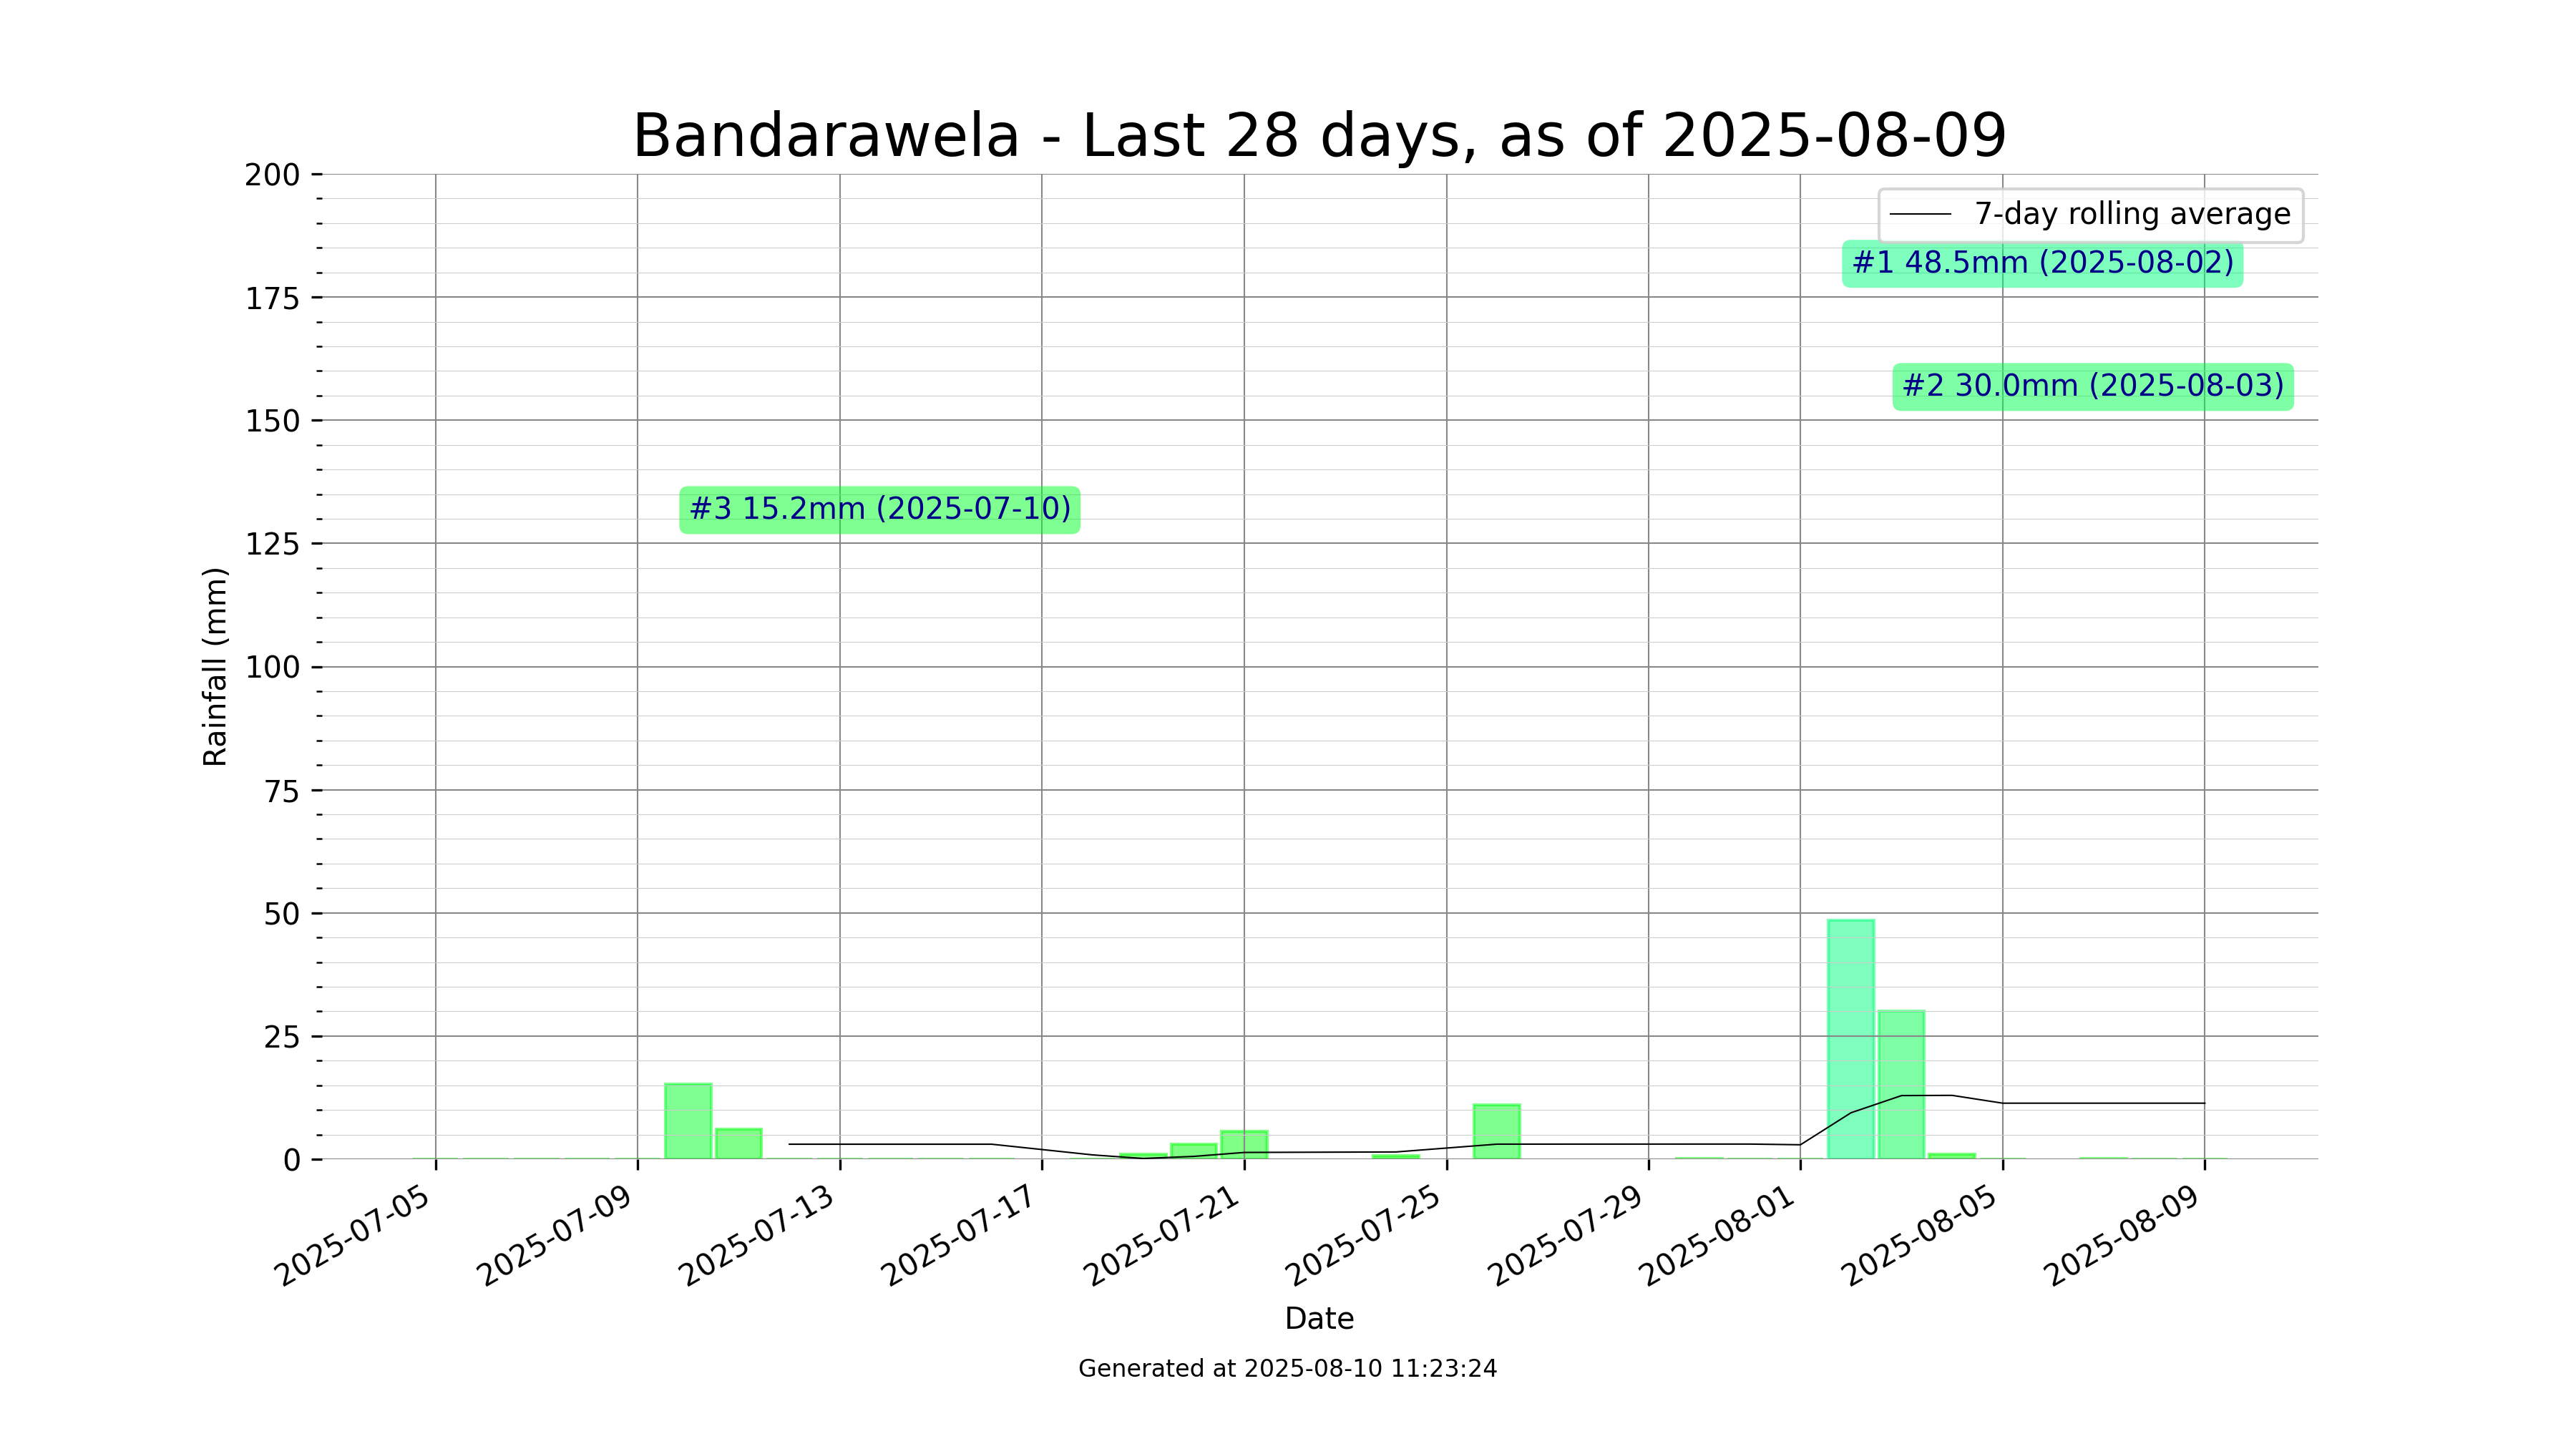 Bandarawela - Last 28 days, as of 2025-08-09
200
175
150
125
100
75
50
25
0
Rainfall (mm)
7-day rolling average
#1 48.5mm (2025-08-02)
#2 30.0mm (2025-08-03)
#3 15.2mm (2025-07-10)
2025-07-05
2025-07-09
2025-07-13
2025-07-17
2025-07-21
2025-07-25
2025-07-29
2025-08-01
2025-08-05
2025-08-09
Date
Generated at 2025-08-10 11:23:24